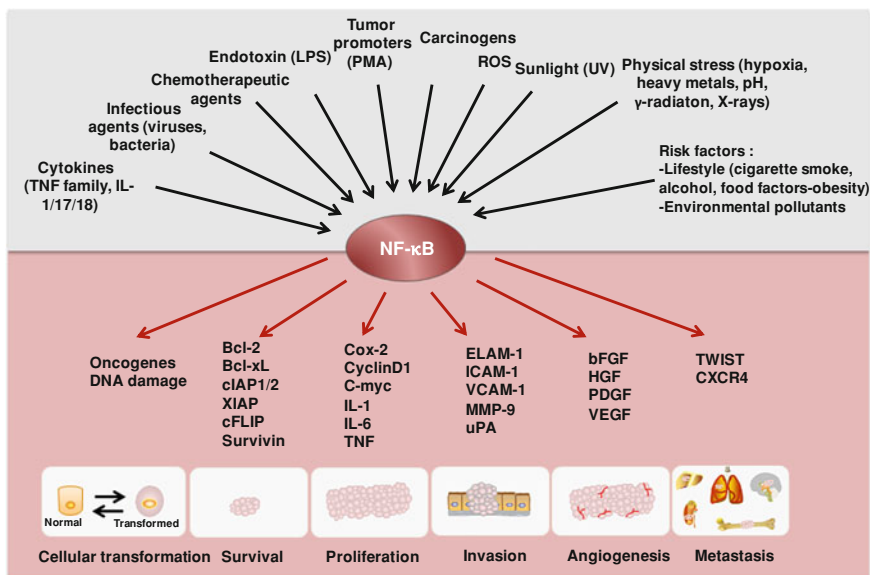 Tumor
promoters
(PMA)
Carcinogens
Endotoxin (LPS)
ROS
Sunlight (UV)
Physical stress (hypoxia,
heavy metals, pH,
γ-radiaton, X-rays)
Chemotherapeutic
agents
Infectious
agents (viruses,
bacteria)
Cytokines
(TNF family, IL-
1/17/18)
Risk factors :
-Lifestyle (cigarette smoke,
alcohol, food factors-obesity)
-Environmental pollutants
NF-κB
Oncogenes
DNA damage
Bcl-2
Bcl-xL
cIAP1/2
XIAP
cFLIP
Survivin
Cox-2
CyclinD1
C-myc
IL-1
IL-6
TNF
ELAM-1
ICAM-1
VCAM-1
MMP-9
uPA
bFGF
HGF
PDGF
VEGF
TWIST
CXCR4
Normal
Transformed
Cellular transformation
Survival
Proliferation
Invasion
Angiogenesis
Metastasis